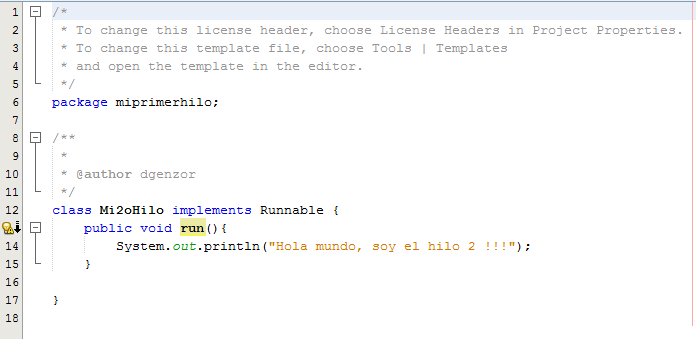 1 /*
2 * To change this license header, choose License Headers in Project Properties.
3 * To change this template file, choose Tools | Templates
4 * and open the template in the editor.
5 */
6 package miprimerhilo;
7
8 /**
9 *
10 * @author dgenzor
11 */
12 class Mi2oHilo implements Runnable {
public void run(){
14 System.out.println("Hola mundo, soy el hilo 2 !!!");
15 }
16
17 }
18